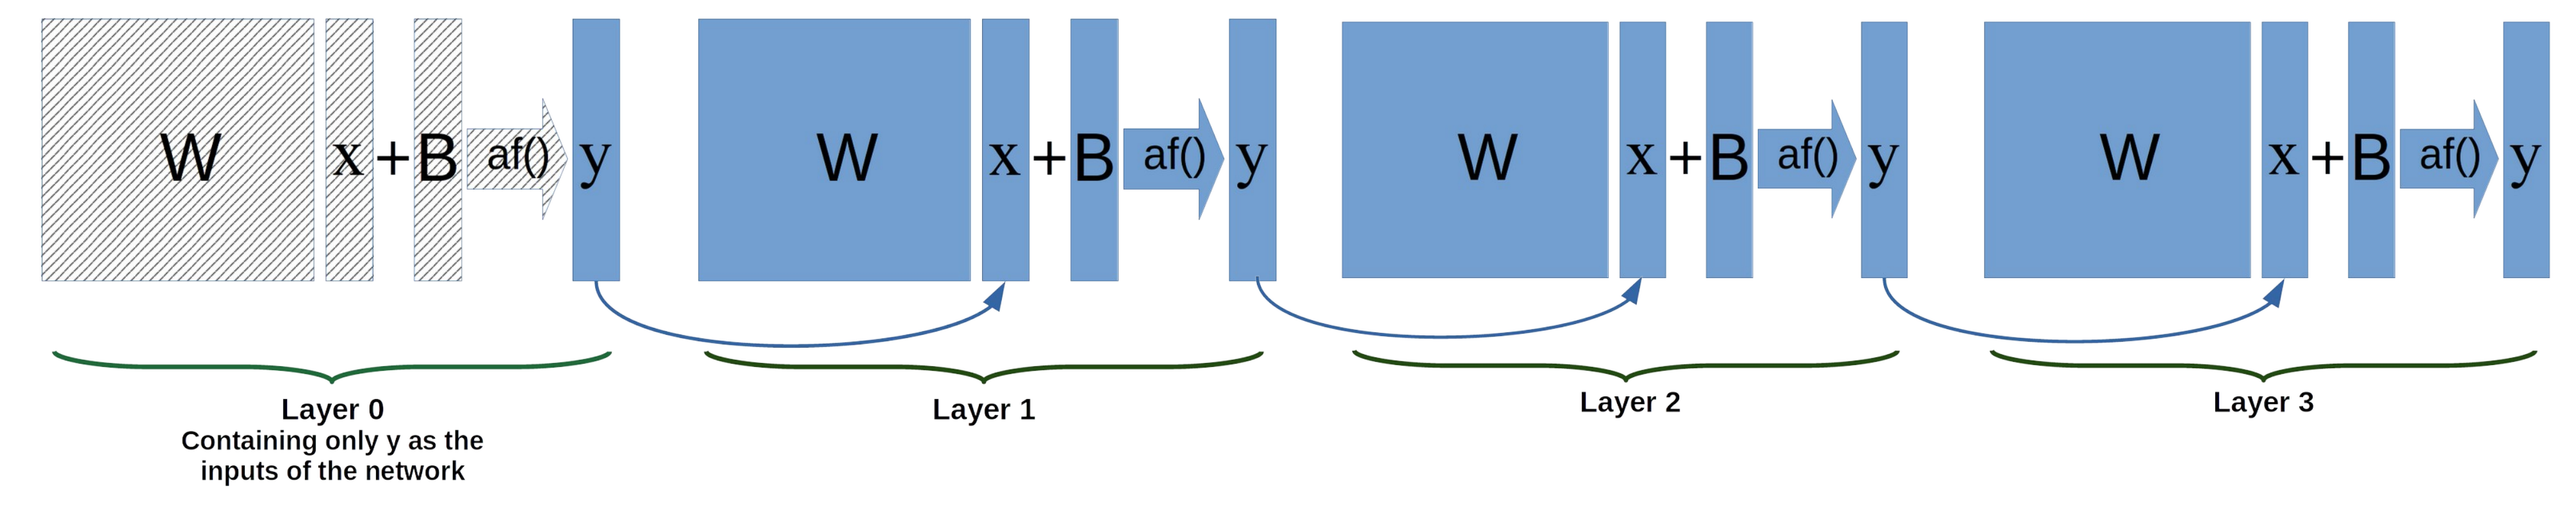 W x + B af() y W x + B af() y W x + B af() y W x + B af() y
Layer 0 Layer 1 Layer 2 Layer 3
Containing only y as the
inputs of the network